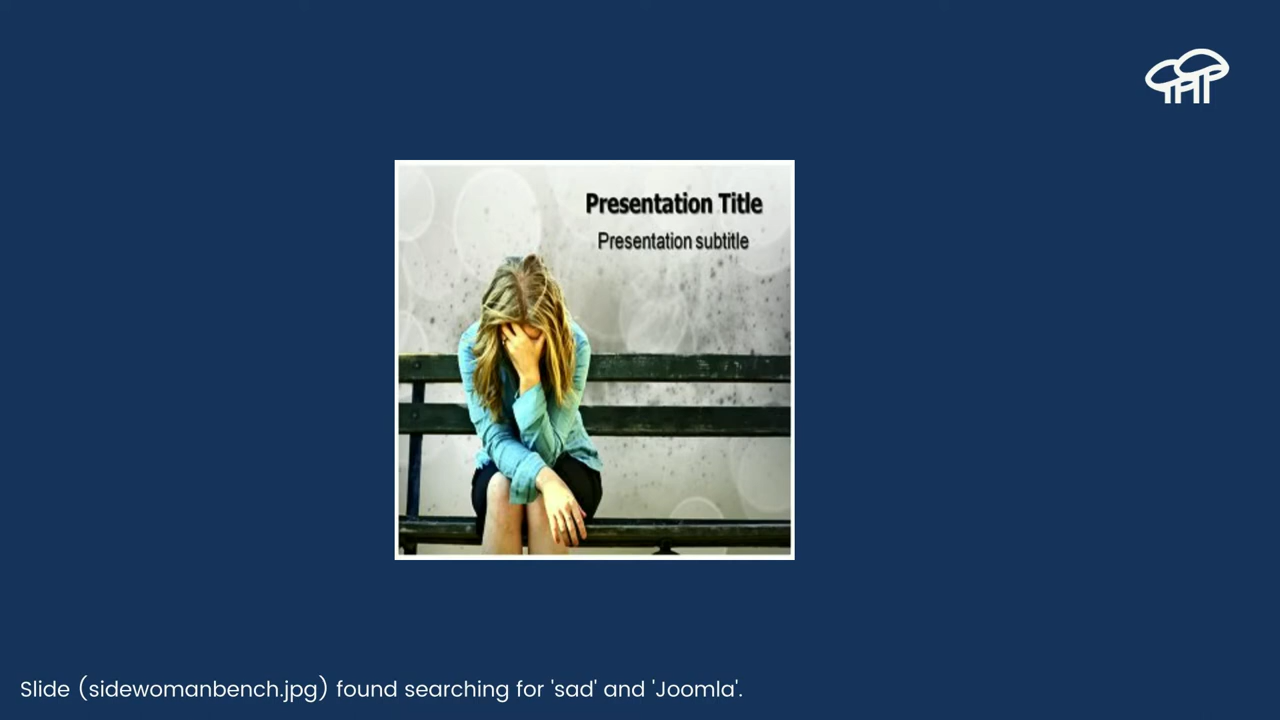 Presentation Title
Presentation subtitle
Slide (sidewomanbench.jpg) found searching for 'sad' and 'Joomla'.